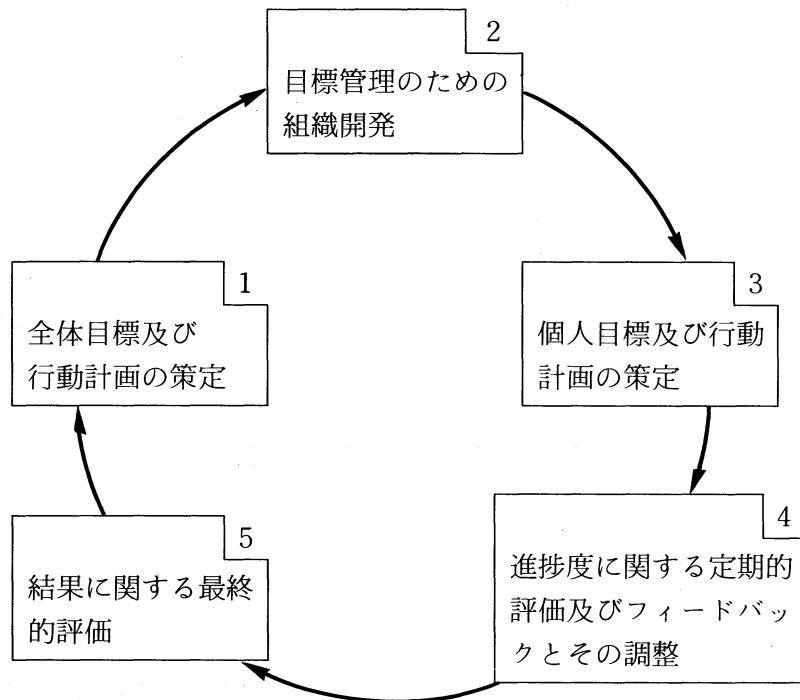 2
目標管理のための
組織開発
1
全体目標及び
行動計画の策定
3
個人目標及び行動
計画の策定
5
結果に関する最終
的評価
4
進捗度に関する定期的
評価及びフィードバッ
クとその調整